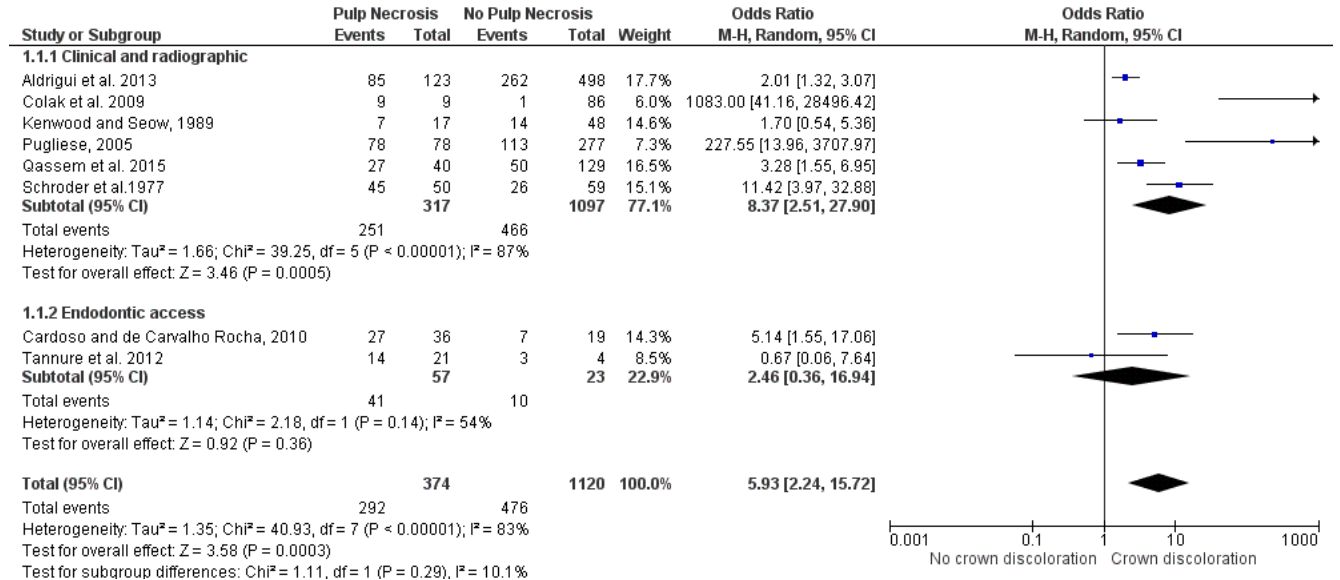 Pulp Necrosis No Pulp Necrosis Odds Ratio Odds Ratio
Study or Subgroup Events Total Events Total Weight M-H, Random, 95% CI M-H, Random, 95% CI
1.1.1 Clinical and radiographic
Aldrigui et al. 2013 85 123 262 498 17.7% 2.01 [1.32, 3.07]
Colak et al. 2009 9 9 1 86 6.0% 1083.00 [41.16, 28496.42]
Kenwood and Seow, 1989 7 17 14 48 14.6% 1.70 [0.54, 5.36]
Pugliese, 2005 78 78 113 277 7.3% 227.55 [13.96, 3707.97]
Qassem et al. 2015 27 40 50 129 16.5% 3.28 [1.55, 6.95]
Schroder et al.1977 45 50 26 59 15.1% 11.42 [3.97, 32.88]
Subtotal (95% CI) 317 1097 77.1% 8.37 [2.51, 27.90]
Total events 251 466
Heterogeneity: Tau² = 1.66; Chi² = 39.25, df = 5 (P < 0.00001); I² = 87%
Test for overall effect: Z = 3.46 (P = 0.0005)
1.1.2 Endodontic access
Cardoso and de Carvalho Rocha, 2010 27 36 7 19 14.3% 5.14 [1.55, 17.06]
Tannure et al. 2012 14 21 3 4 8.5% 0.67 [0.06, 7.64]
Subtotal (95% CI) 57 23 22.9% 2.46 [0.36, 16.94]
Total events 41 10
Heterogeneity: Tau² = 1.14; Chi² = 2.18, df = 1 (P = 0.14); I² = 54%
Test for overall effect: Z = 0.92 (P = 0.36)
Total (95% CI) 374 1120 100.0% 5.93 [2.24, 15.72]
Total events 292 476
Heterogeneity: Tau² = 1.35; Chi² = 40.93, df = 7 (P < 0.00001); I² = 83%
Test for overall effect: Z = 3.58 (P = 0.0003)
Test for subgroup differences: Chi² = 1.11, df = 1 (P = 0.29), I² = 10.1%
0.001 0.1 1 10 1000
No crown discoloration Crown discoloration